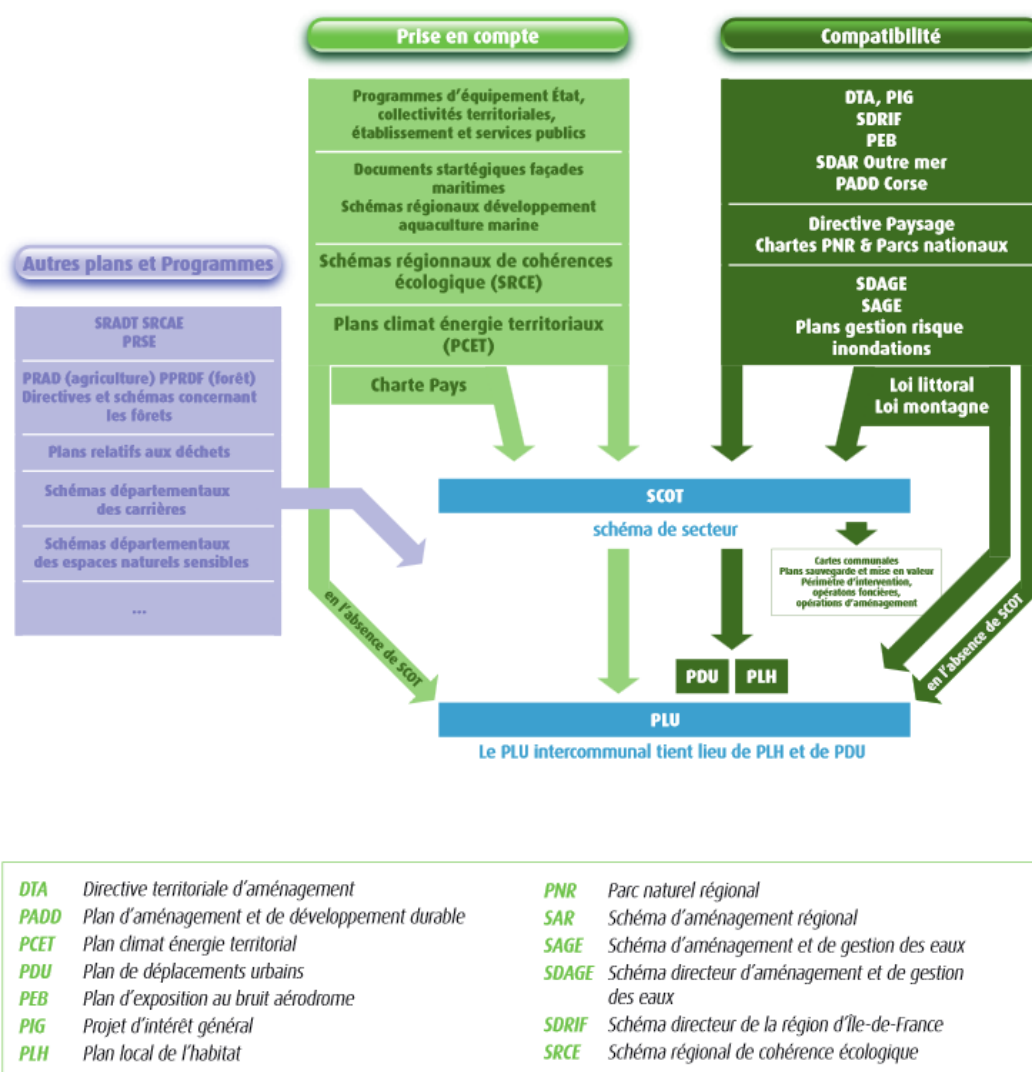 Prise en compte
Programmes d'équipement État,
collectivités territoriales,
établissement et services publics
Documents startégiques façades
maritimes
Schémas régionaux développement
aquaculture marine
Schémas régionnaux de cohérences
écologique (SRCE)
Plans climat énergie territoriaux
(PCET)
Charte Pays
Compatibilité
DTA, PIG
SDRIF
PEB
SDAR Outre mer
PADD Corse
Directive Paysage
Chartes PNR & Parcs nationaux
SDAGE
SAGE
Plans gestion risque
inondations
Loi littoral
Loi montagne
Autres plans et Programmes
SRADT SRCAE
PRSE
PRAD (agriculture) PPRDF (forêt)
Directives et schémas concernant
les fôrets
Plans relatifs aux déchets
Schémas départementaux
des carrières
Schémas départementaux
des espaces naturels sensibles
...
SCOT
schéma de secteur
Cartes communales
Plans sauvegarde et mise en valeur
Périmètre d'intervention,
opératons foncières,
opérations d'aménagement
en l'absence de SCOT
en l'absence de SCOT
PDU PLH
PLU
Le PLU intercommunal tient lieu de PLH et de PDU
DTA Directive territoriale d'aménagement
PADD Plan d'aménagement et de développement durable
PCET Plan climat énergie territorial
PDU Plan de déplacements urbains
PEB Plan d'exposition au bruit aérodrome
PIG Projet d'intérêt général
PLH Plan local de l'habitat
PNR Parc naturel régional
SAR Schéma d'aménagement régional
SAGE Schéma d'aménagement et de gestion des eaux
SDAGE Schéma directeur d'aménagement et de gestion
des eaux
SDRIF Schéma directeur de la région d'Île-de-France
SRCE Schéma régional de cohérence écologique